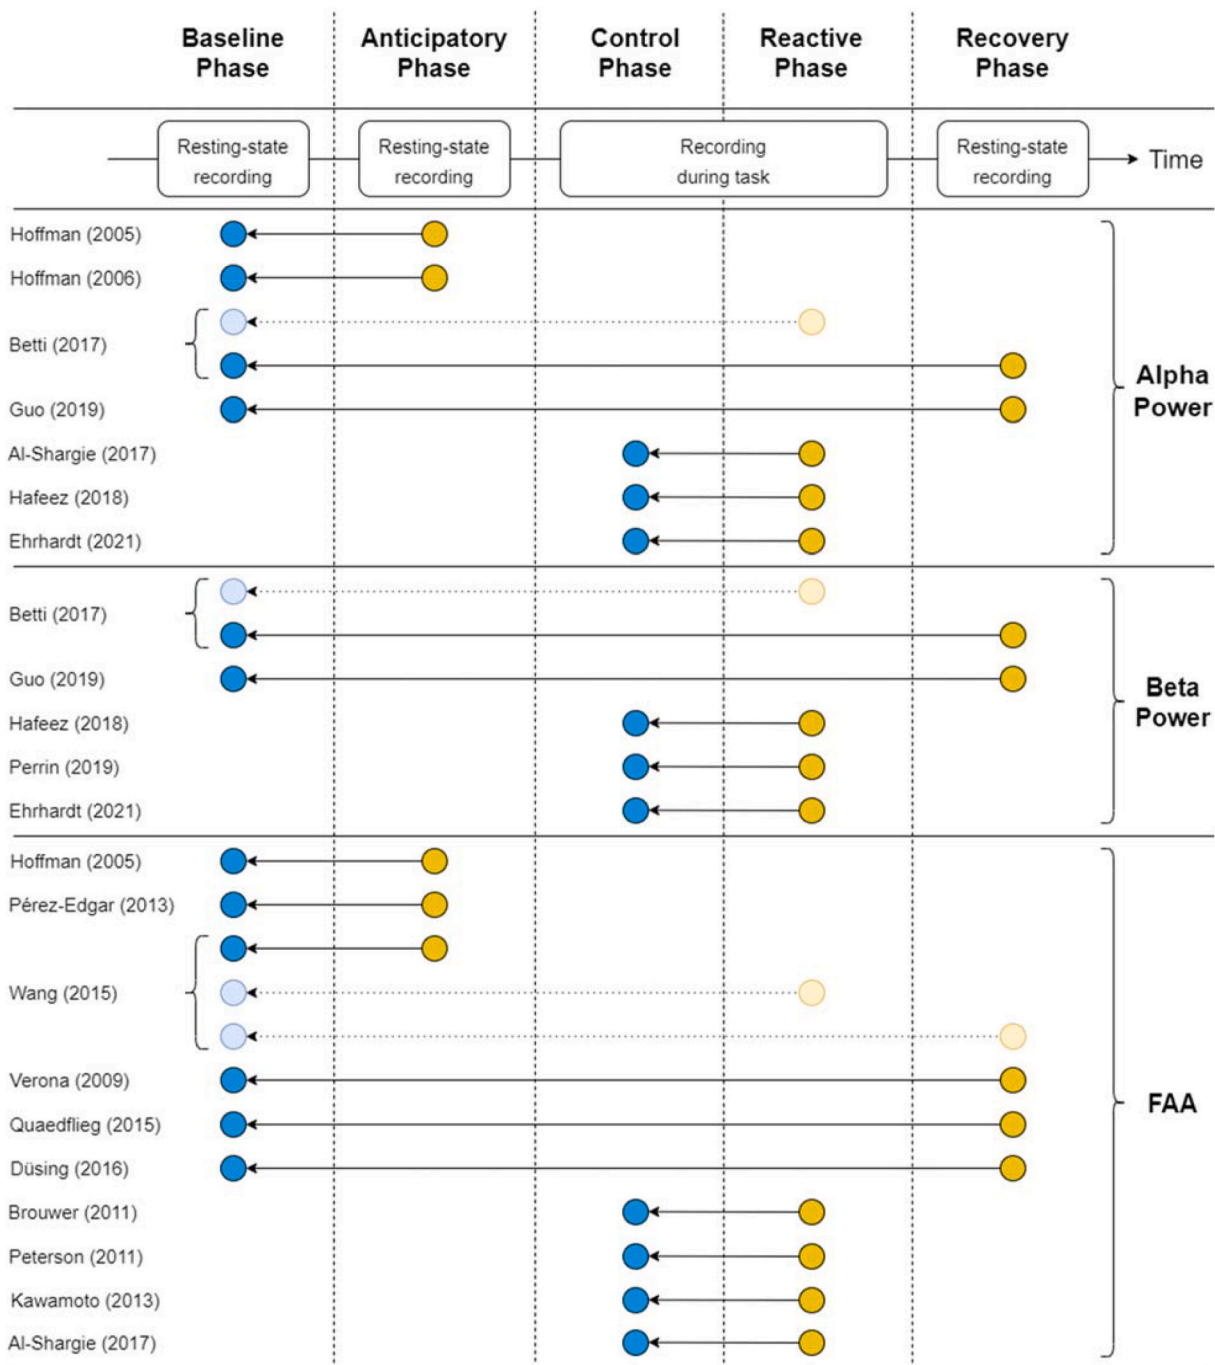 Baseline Phase
Anticipatory Phase
Control Phase
Reactive Phase
Recovery Phase
Resting-state recording
Resting-state recording
Recording during task
Resting-state recording
Time
Hoffman (2005)
Hoffman (2006)
Betti (2017)
Guo (2019)
Al-Shargie (2017)
Hafeez (2018)
Ehrhardt (2021)
Alpha Power
Betti (2017)
Guo (2019)
Hafeez (2018)
Perrin (2019)
Ehrhardt (2021)
Beta Power
Hoffman (2005)
Pérez-Edgar (2013)
Wang (2015)
Verona (2009)
Quaedflieg (2015)
Düsing (2016)
Brouwer (2011)
Peterson (2011)
Kawamoto (2013)
Al-Shargie (2017)
FAA